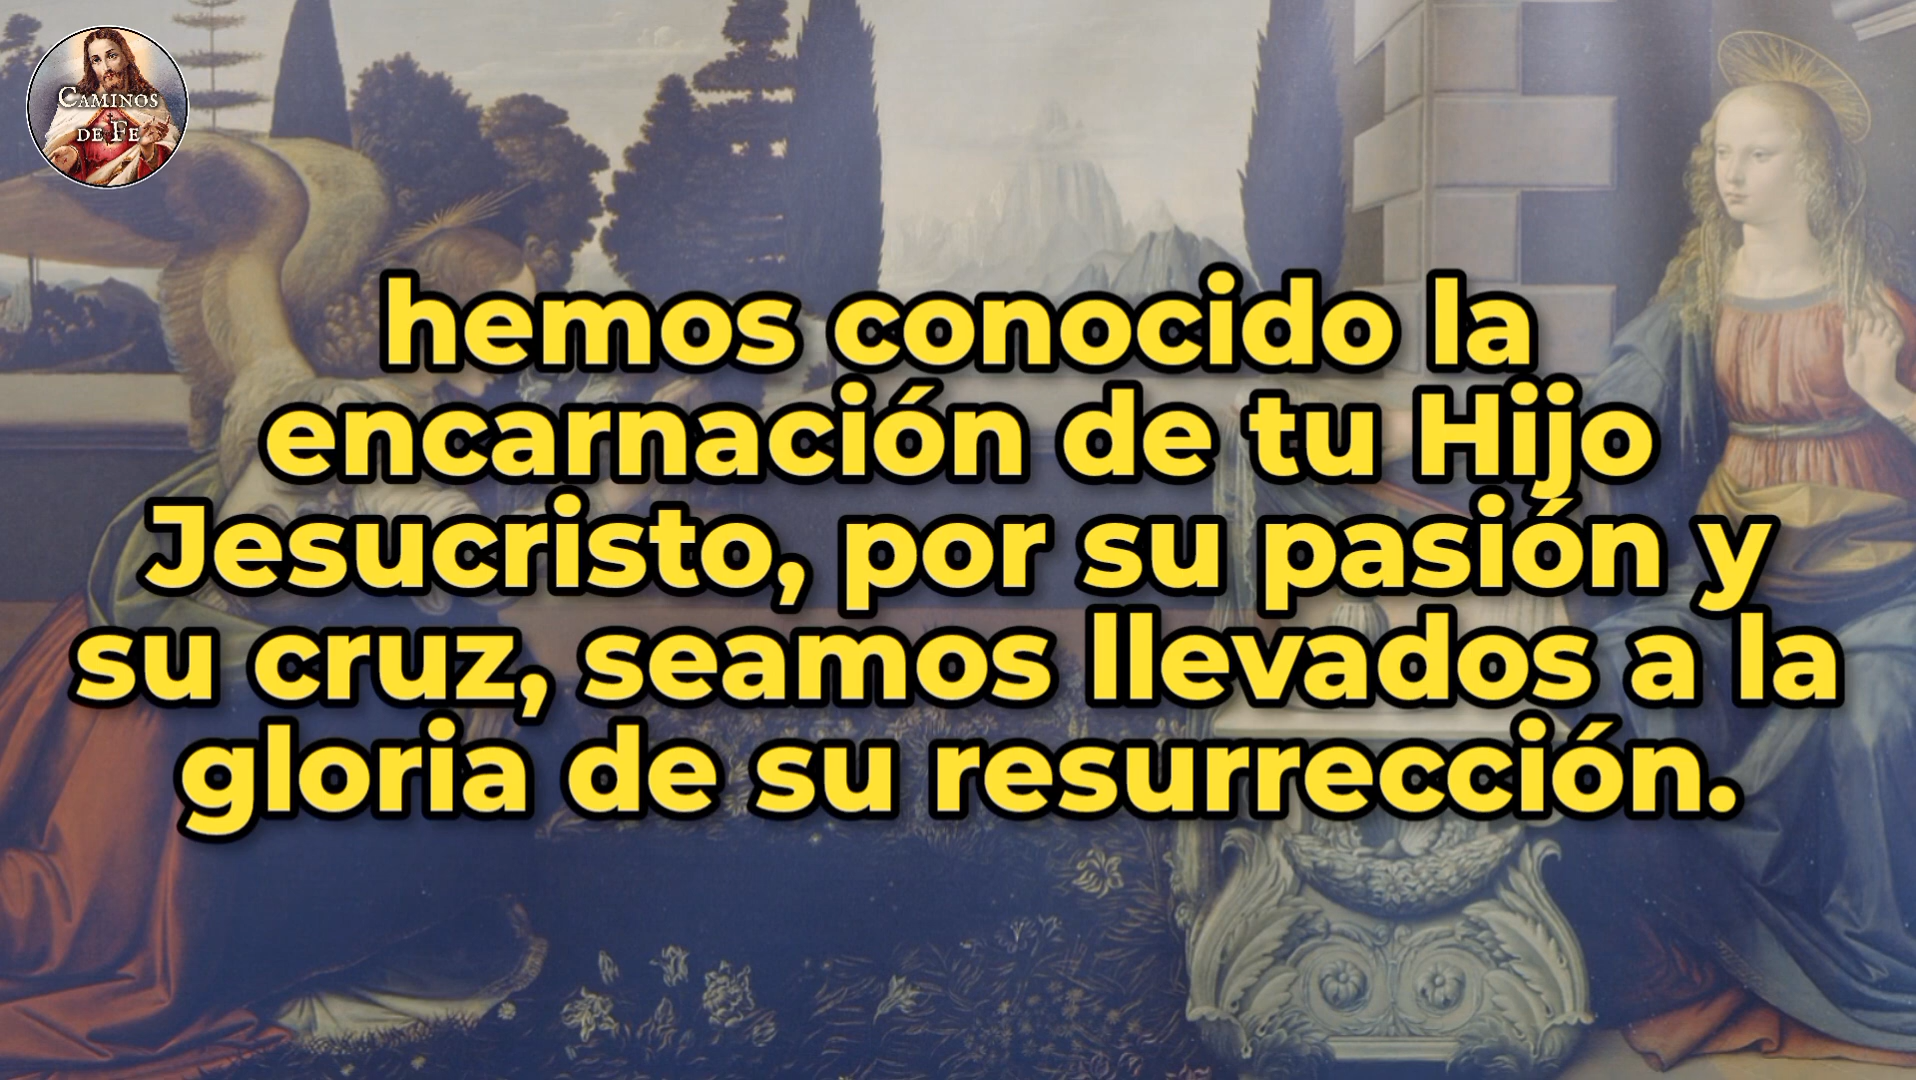 CAMINOS
DE FE
hemos conocido la
encarnación de tu Hijo
Jesucristo, por su pasión y
su cruz, seamos llevados a la
gloria de su resurrección.